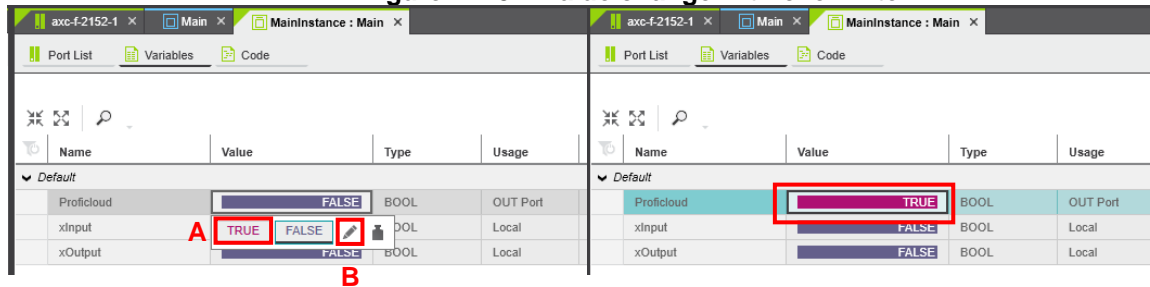 axc-f-2152-1 × Main × MainInstance : Main ×
Port List Variables Code
Name Value Type Usage
Default
Proficloud FALSE BOOL OUT Port
xInput Local
A TRUE FALSE
xOutput FALSE BOOL Local
B
axc-f-2152-1 × Main × MainInstance : Main ×
Port List Variables Code
Name Value Type Usage
Default
Proficloud TRUE BOOL OUT Port
xInput FALSE BOOL Local
xOutput FALSE BOOL Local